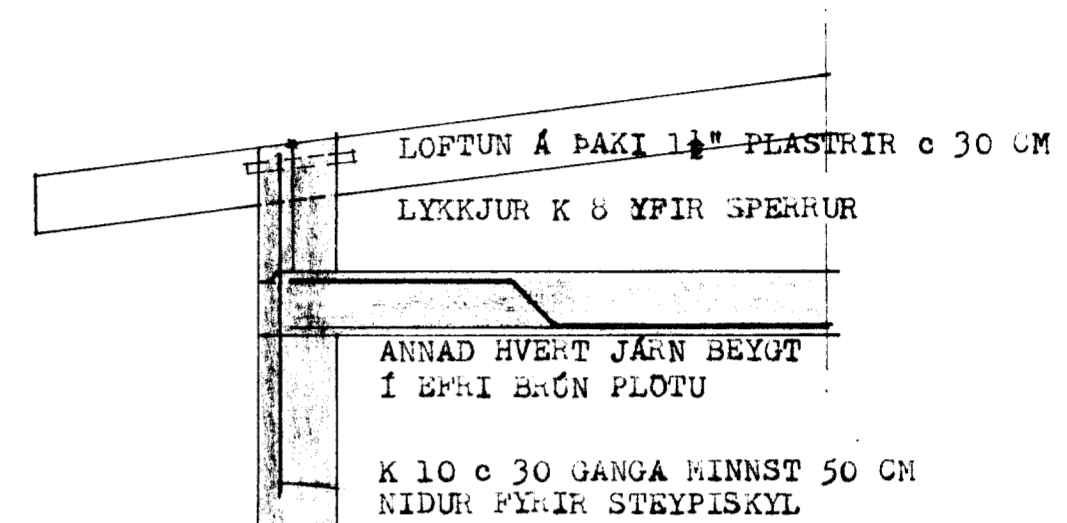 LOFTUN Á ÞAKI 1½" PLASTRIR c 30 CM
LYKKJUR K 8 YFIR SPERRUR
ANNAD HVERT JÁRN BEYGT
Í EFRI BRÚN PLÖTU
K 10 c 30 GANGA MINNST 50 CM
NIDUR FYRIR STEYPISKYL